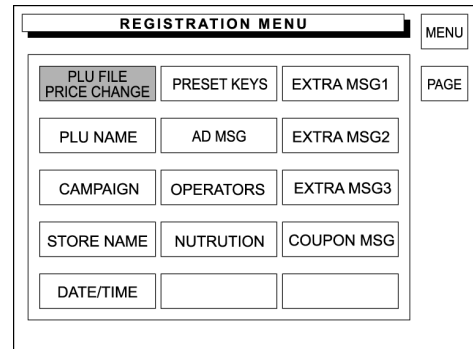 REGISTRATION MENU
MENU
PLU FILE
PRICE CHANGE
PRESET KEYS
EXTRA MSG1
PAGE
PLU NAME
AD MSG
EXTRA MSG2
CAMPAIGN
OPERATORS
EXTRA MSG3
STORE NAME
NUTRUTION
COUPON MSG
DATE/TIME